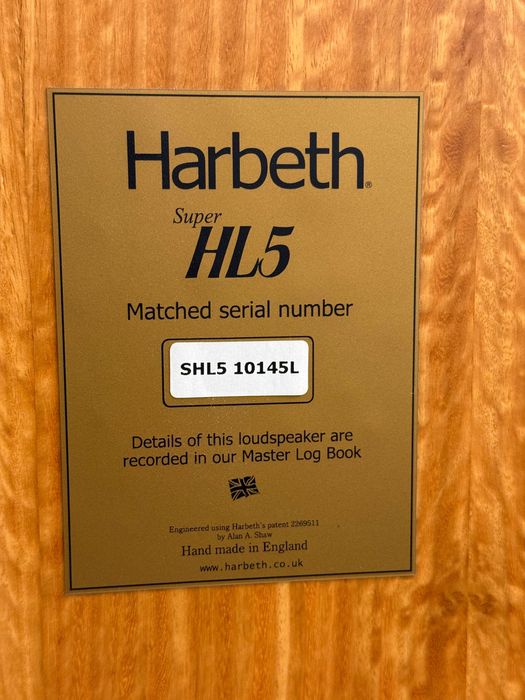 Harbeth®
Super
HL5
Matched serial number
SHL5 10145L
Details of this loudspeaker are
recorded in our Master Log Book
Engineered using Harbeth's patent 2269511
by Alan A. Shaw
Hand made in England
www.harbeth.co.uk